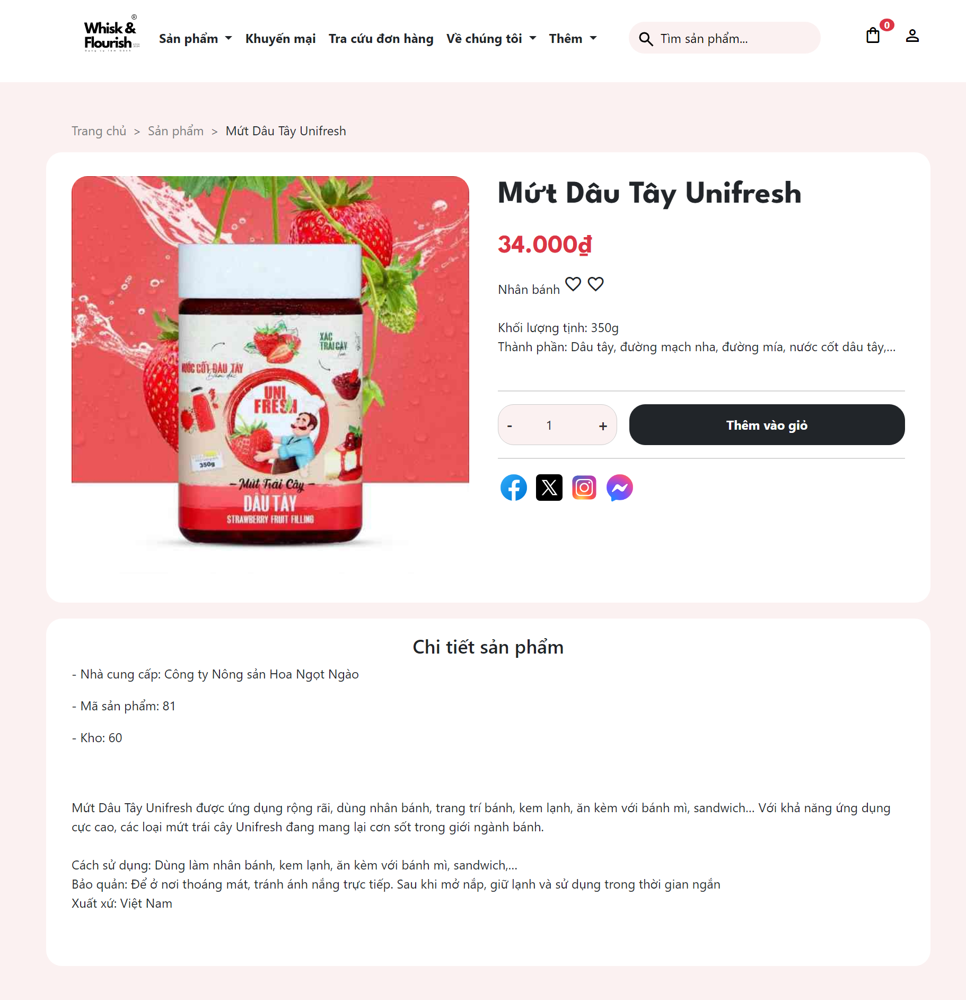 Whisk & ®
Flourish
Dụng cụ làm bánh
Sản phẩm
Khuyến mại
Tra cứu đơn hàng
Về chúng tôi
Thêm
Tìm sản phẩm...
0
Trang chủ > Sản phẩm > Mứt Dâu Tây Unifresh
XÁC
TRÁI CÂY
NƯỚC CỐT DÂU TÂY
Đậm đặc
UNI
FRESH
350g
Mứt Trái Cây
DÂU TÂY
STRAWBERRY FRUIT FILLING
Mứt Dâu Tây Unifresh
34.000₫
Nhân bánh
Khối lượng tịnh: 350g
Thành phần: Dâu tây, đường mạch nha, đường mía, nước cốt dâu tây,...
- 1 +
Thêm vào giỏ
Chi tiết sản phẩm
- Nhà cung cấp: Công ty Nông sản Hoa Ngọt Ngào
- Mã sản phẩm: 81
- Kho: 60
Mứt Dâu Tây Unifresh được ứng dụng rộng rãi, dùng nhân bánh, trang trí bánh, kem lạnh, ăn kèm với bánh mì, sandwich... Với khả năng ứng dụng
cực cao, các loại mứt trái cây Unifresh đang mang lại cơn sốt trong giới ngành bánh.
Cách sử dụng: Dùng làm nhân bánh, kem lạnh, ăn kèm với bánh mì, sandwich,...
Bảo quản: Để ở nơi thoáng mát, tránh ánh nắng trực tiếp. Sau khi mở nắp, giữ lạnh và sử dụng trong thời gian ngắn
Xuất xứ: Việt Nam